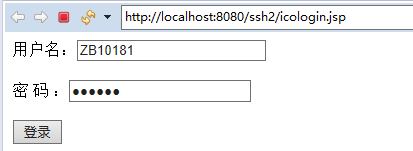 http://localhost:8080/ssh2/icologin.jsp
用户名：ZB10181
密 码 ：●●●●●●
登录